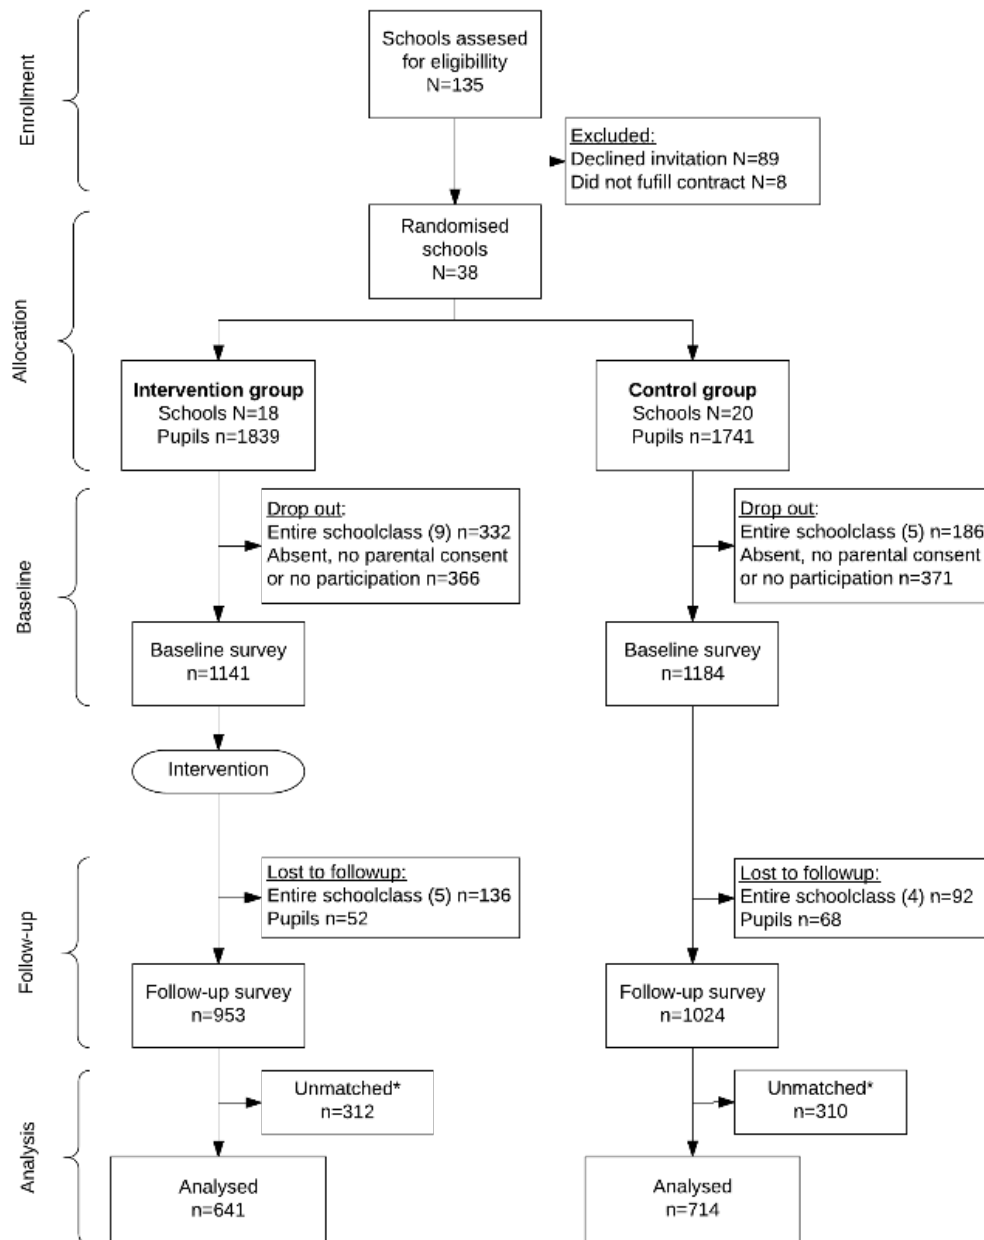 Enrollment
Schools assesed
for eligibillity
N=135
Excluded:
Declined invitation N=89
Did not fufill contract N=8
Allocation
Randomised
schools
N=38
Intervention group
Schools N=18
Pupils n=1839
Control group
Schools N=20
Pupils n=1741
Baseline
Drop out:
Entire schoolclass (9) n=332
Absent, no parental consent
or no participation n=366
Drop out:
Entire schoolclass (5) n=186
Absent, no parental consent
or no participation n=371
Baseline survey
n=1141
Baseline survey
n=1184
Intervention
Follow-up
Lost to followup:
Entire schoolclass (5) n=136
Pupils n=52
Lost to followup:
Entire schoolclass (4) n=92
Pupils n=68
Follow-up survey
n=953
Follow-up survey
n=1024
Analysis
Unmatched*
n=312
Unmatched*
n=310
Analysed
n=641
Analysed
n=714